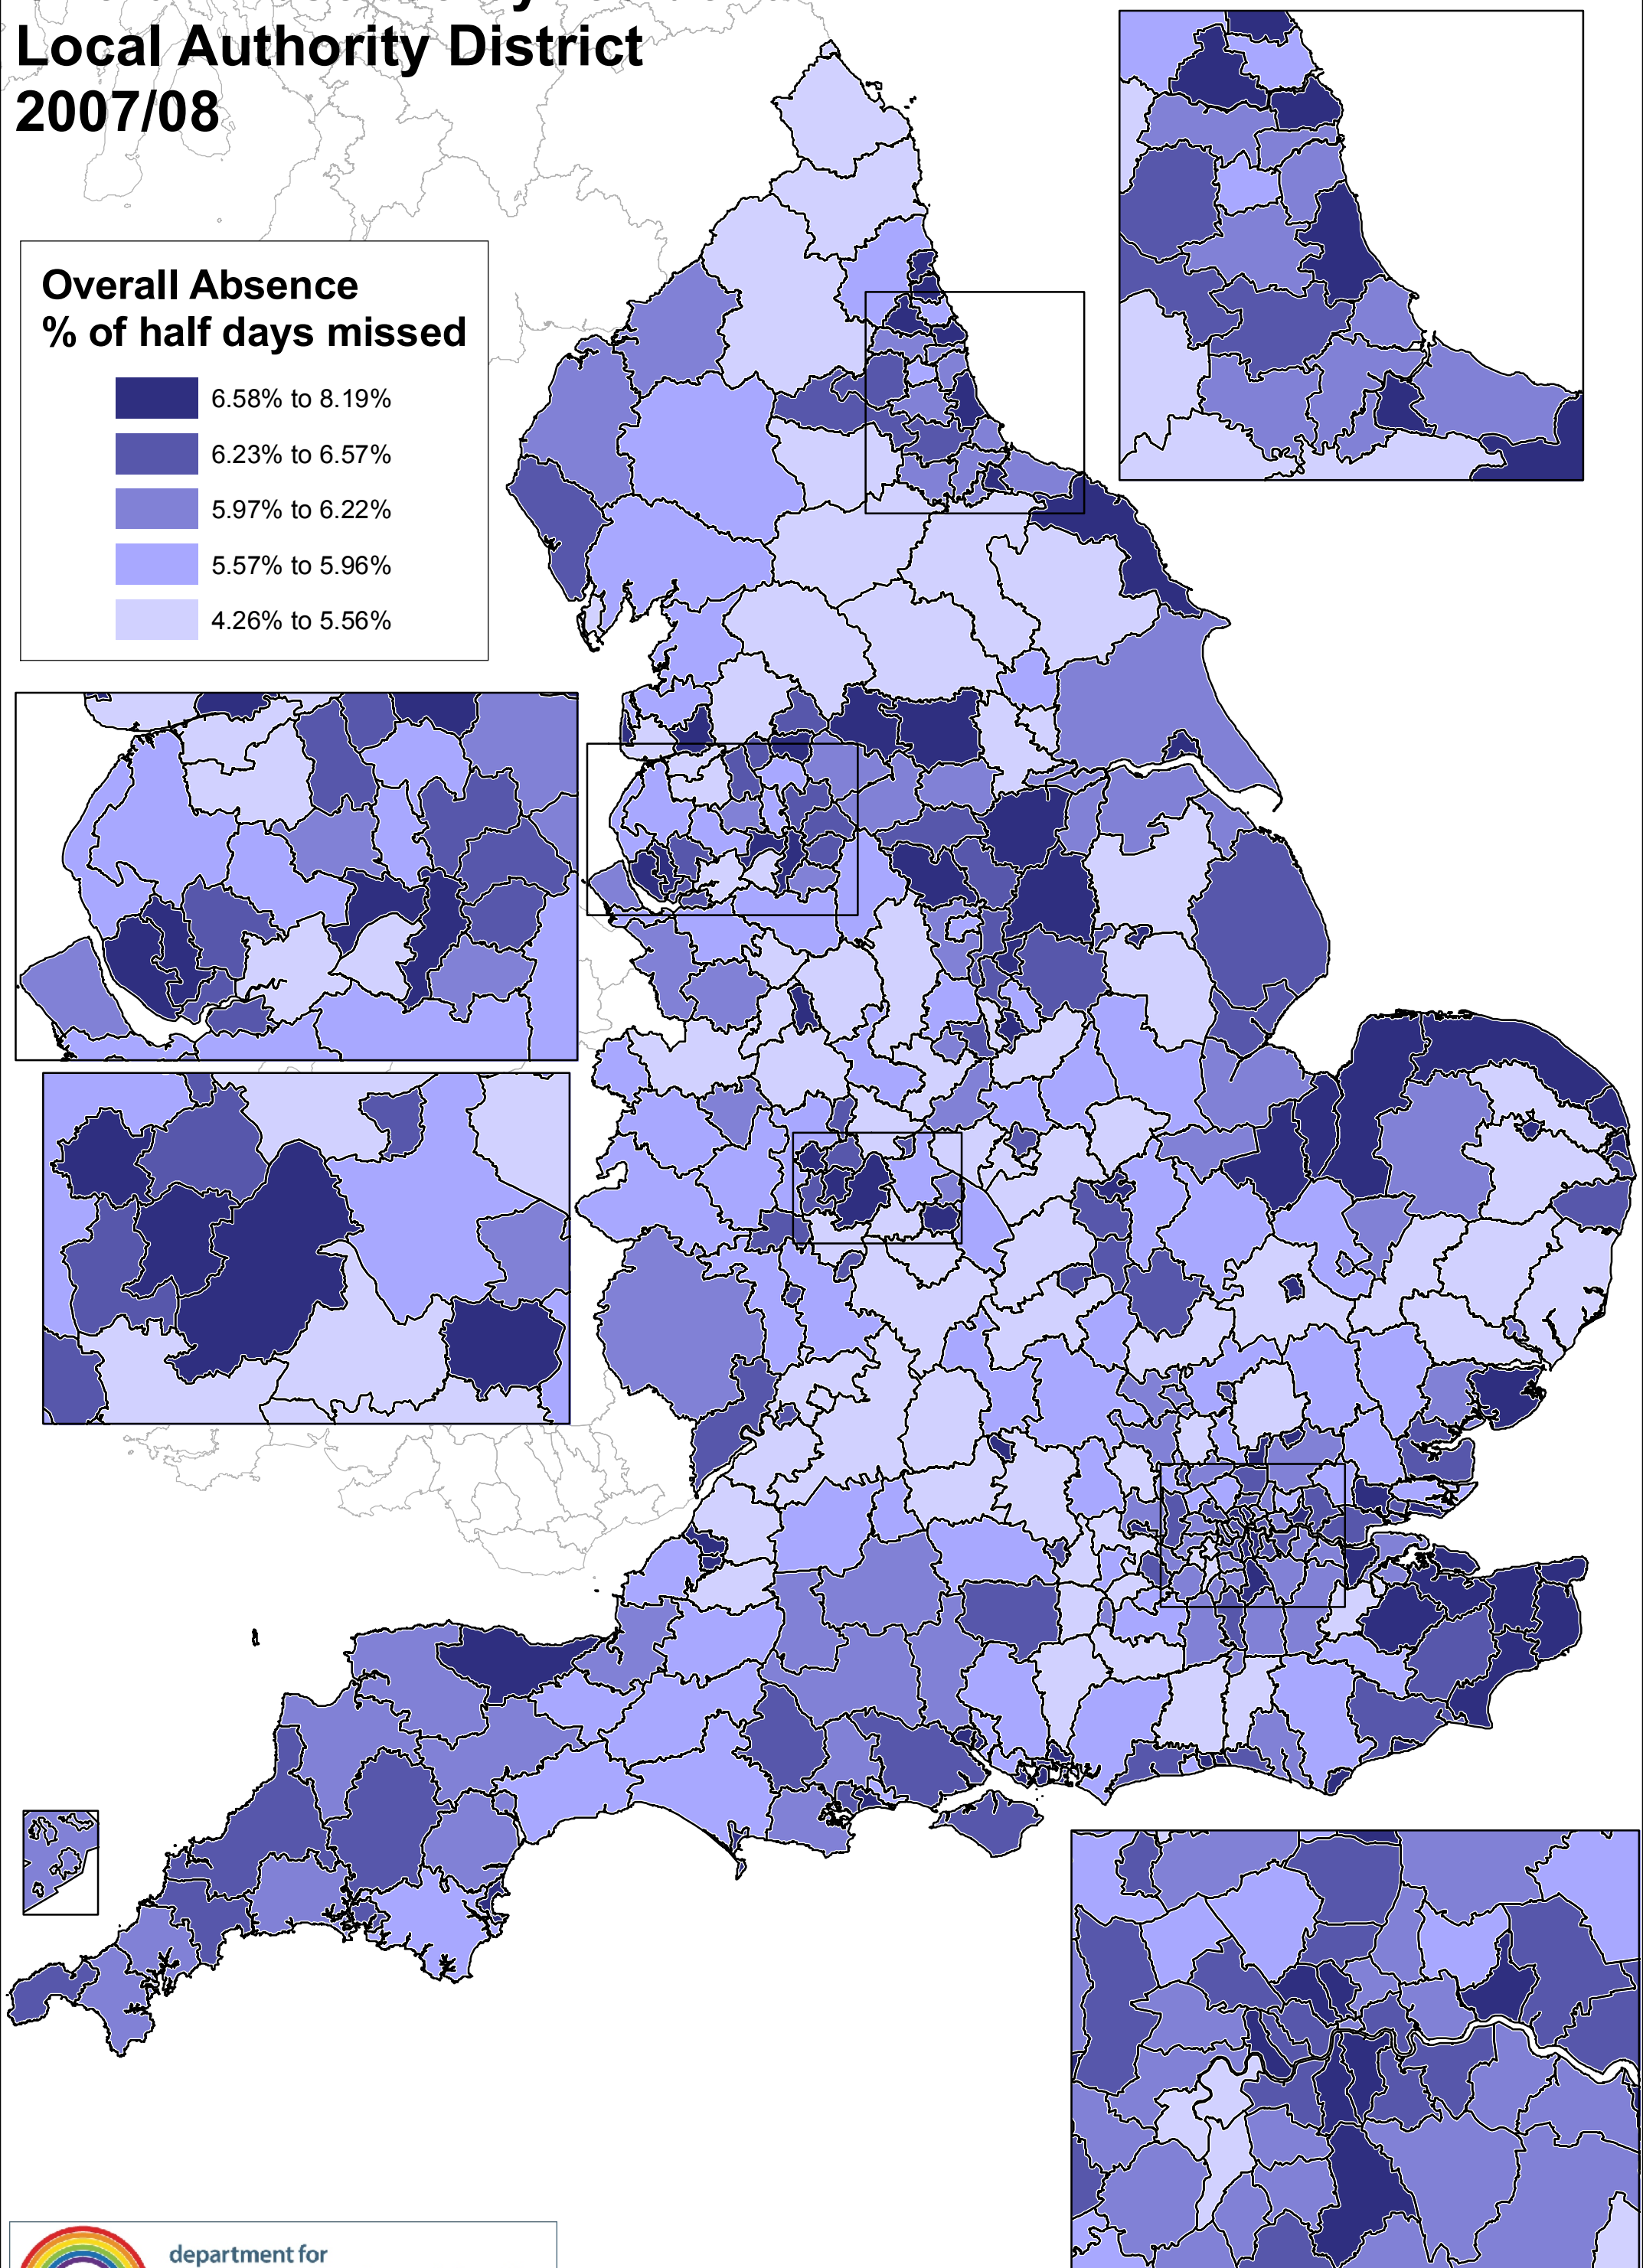 Local Authority District
2007/08
Overall Absence
% of half days missed
6.58% to 8.19%
6.23% to 6.57%
5.97% to 6.22%
5.57% to 5.96%
4.26% to 5.56%
department for